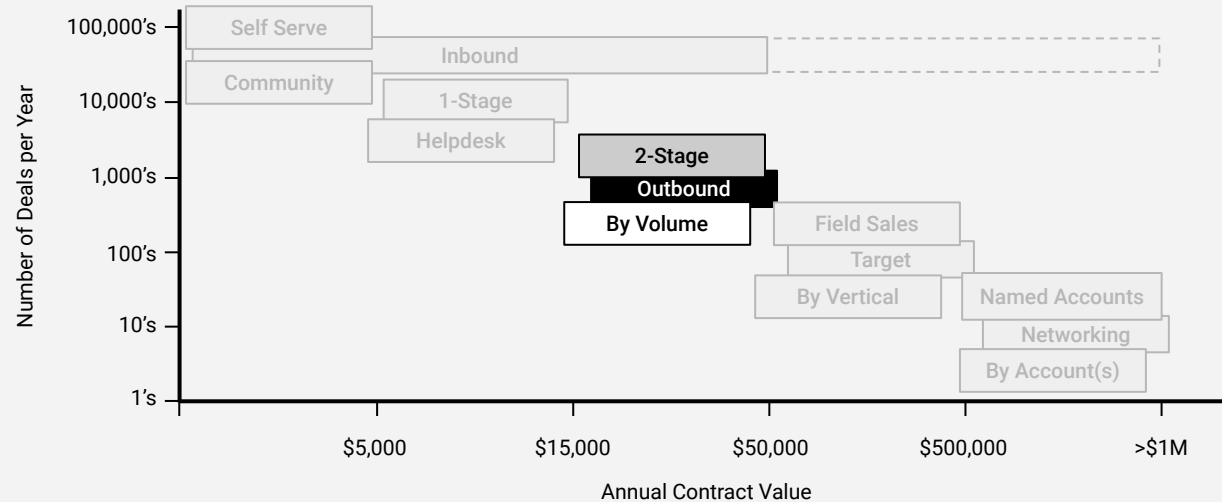 100,000's
10,000's
1,000's
100's
10's
1's
Number of Deals per Year
Self Serve
Inbound
Community
1-Stage
Helpdesk
2-Stage
Outbound
By Volume
Field Sales
Target
By Vertical
Named Accounts
Networking
By Account(s)
$5,000
$15,000
$50,000
$500,000
>$1M
Annual Contract Value